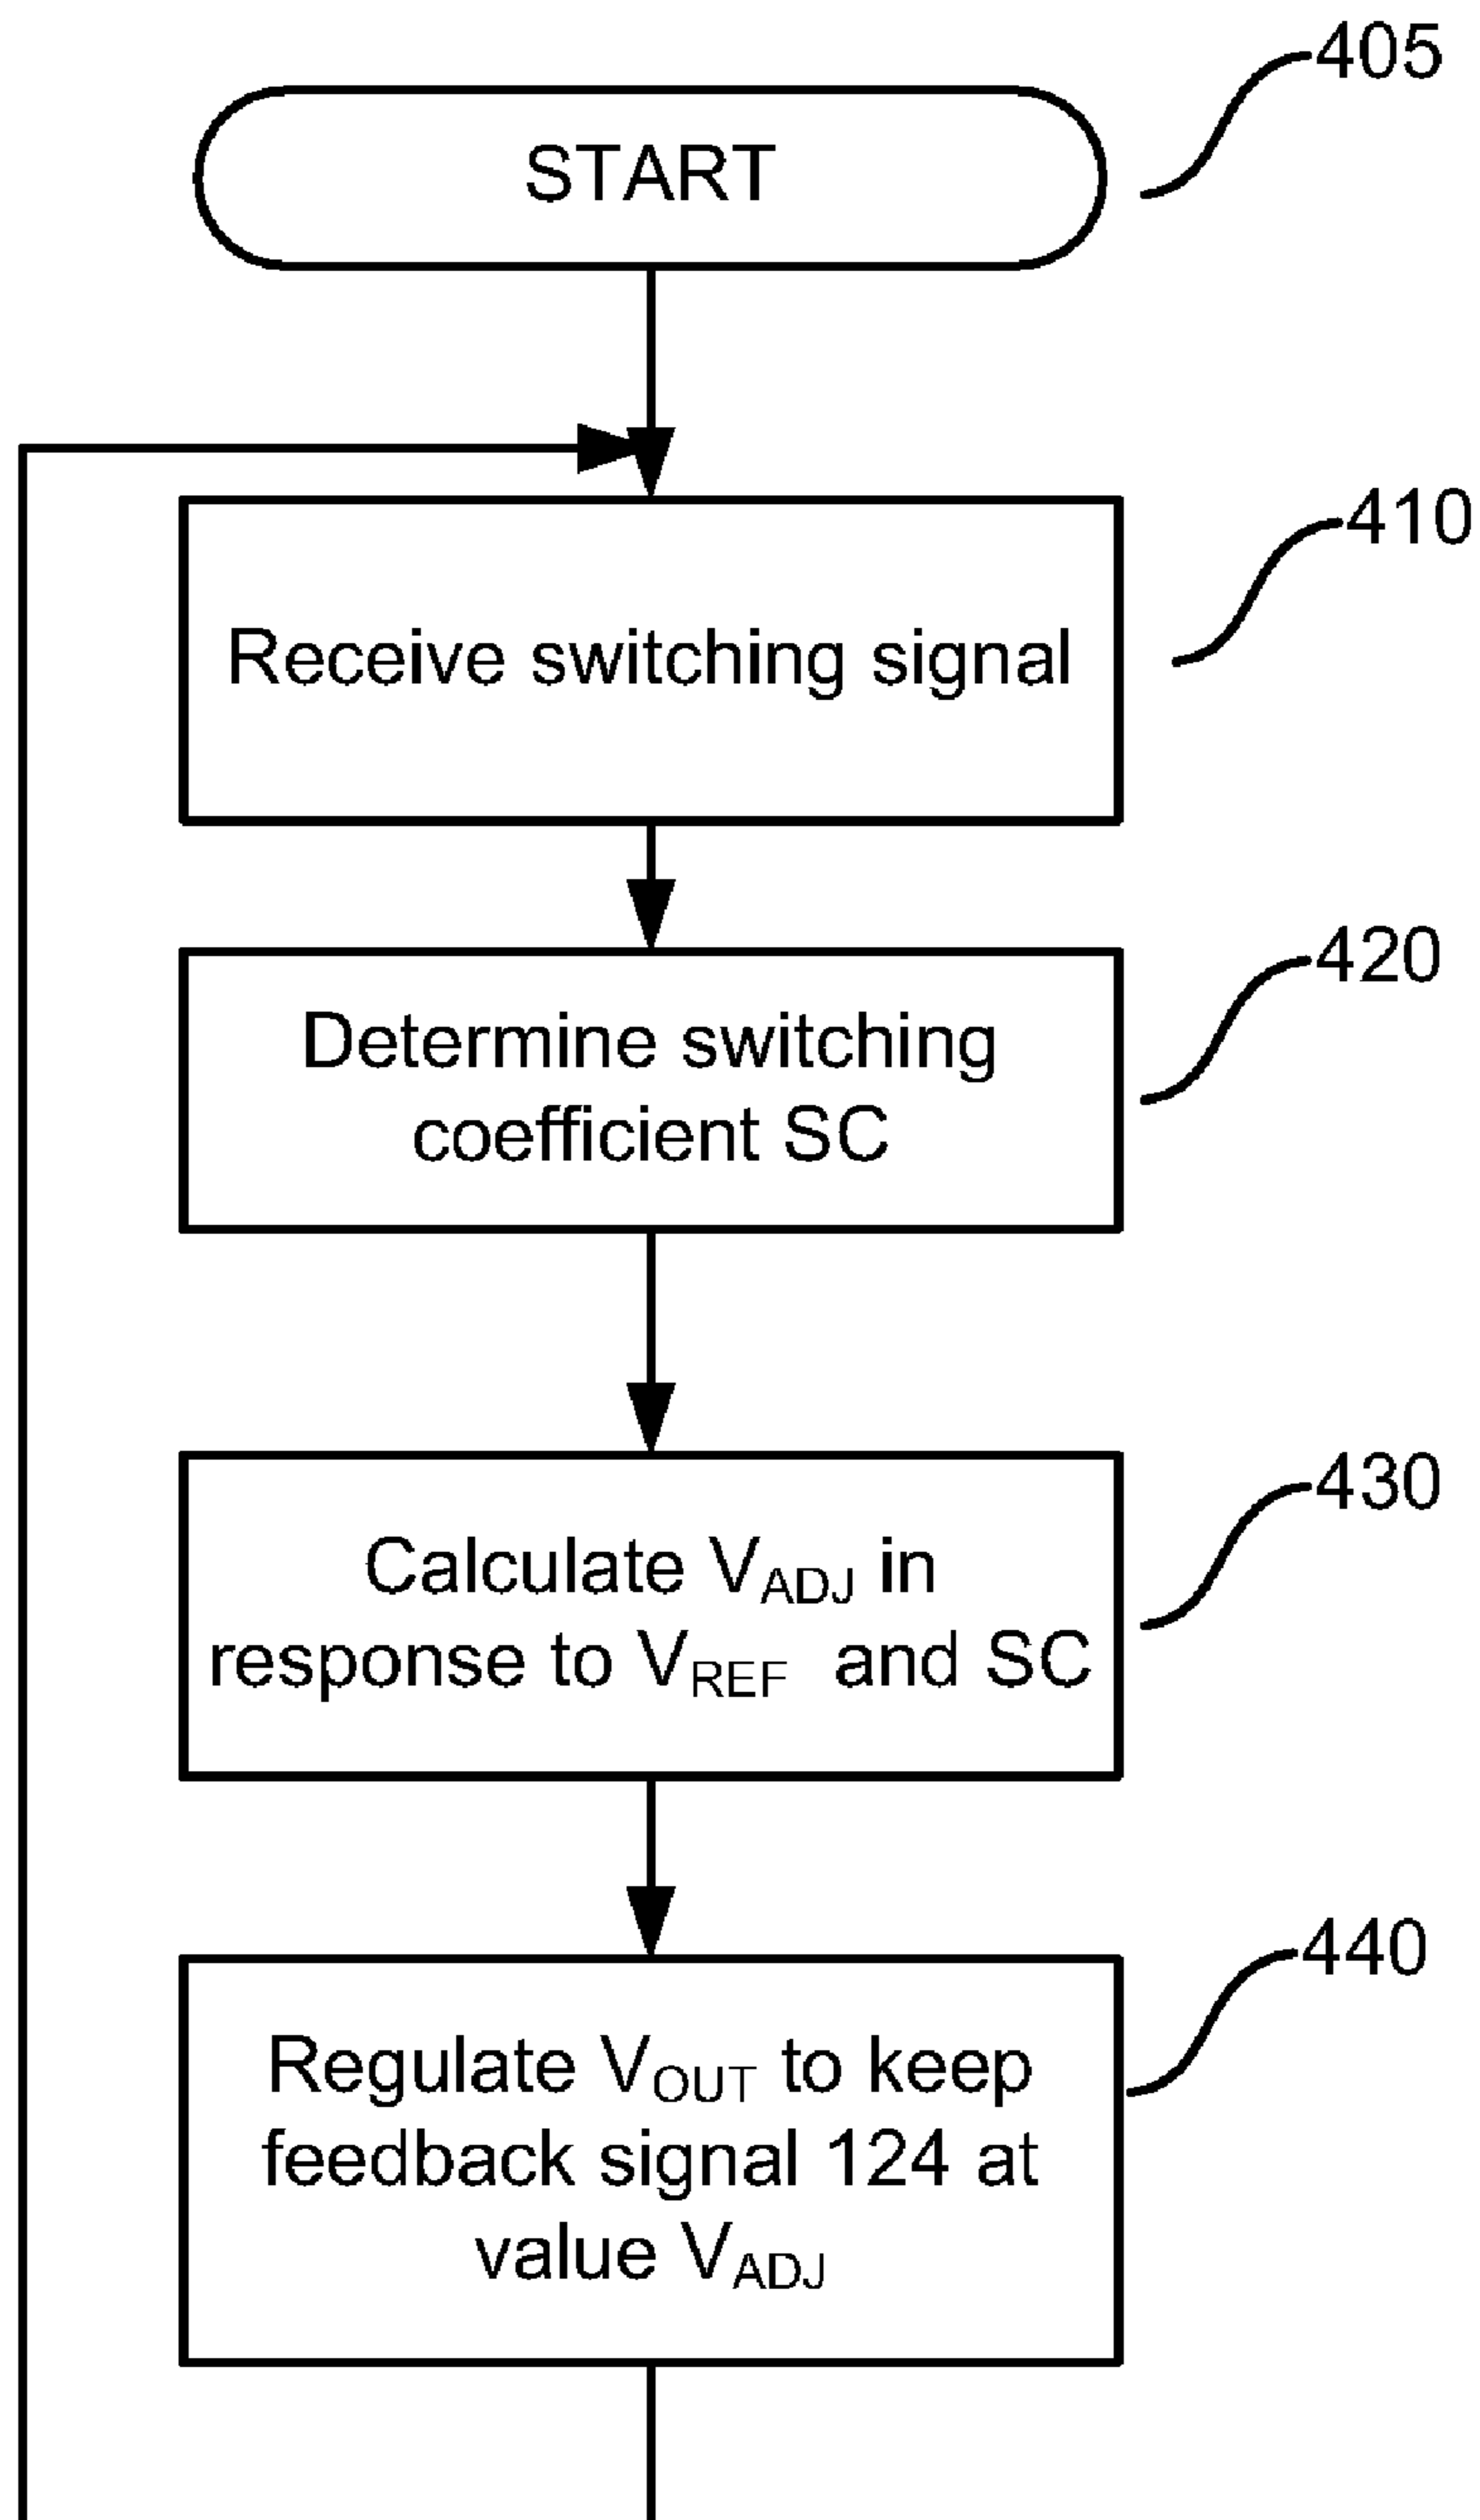 405
START
410
Receive switching signal
420
Determine switching
coefficient SC
430
Calculate VADJ in
response to VREF and SC
440
Regulate VOUT to keep
feedback signal 124 at
value VADJ